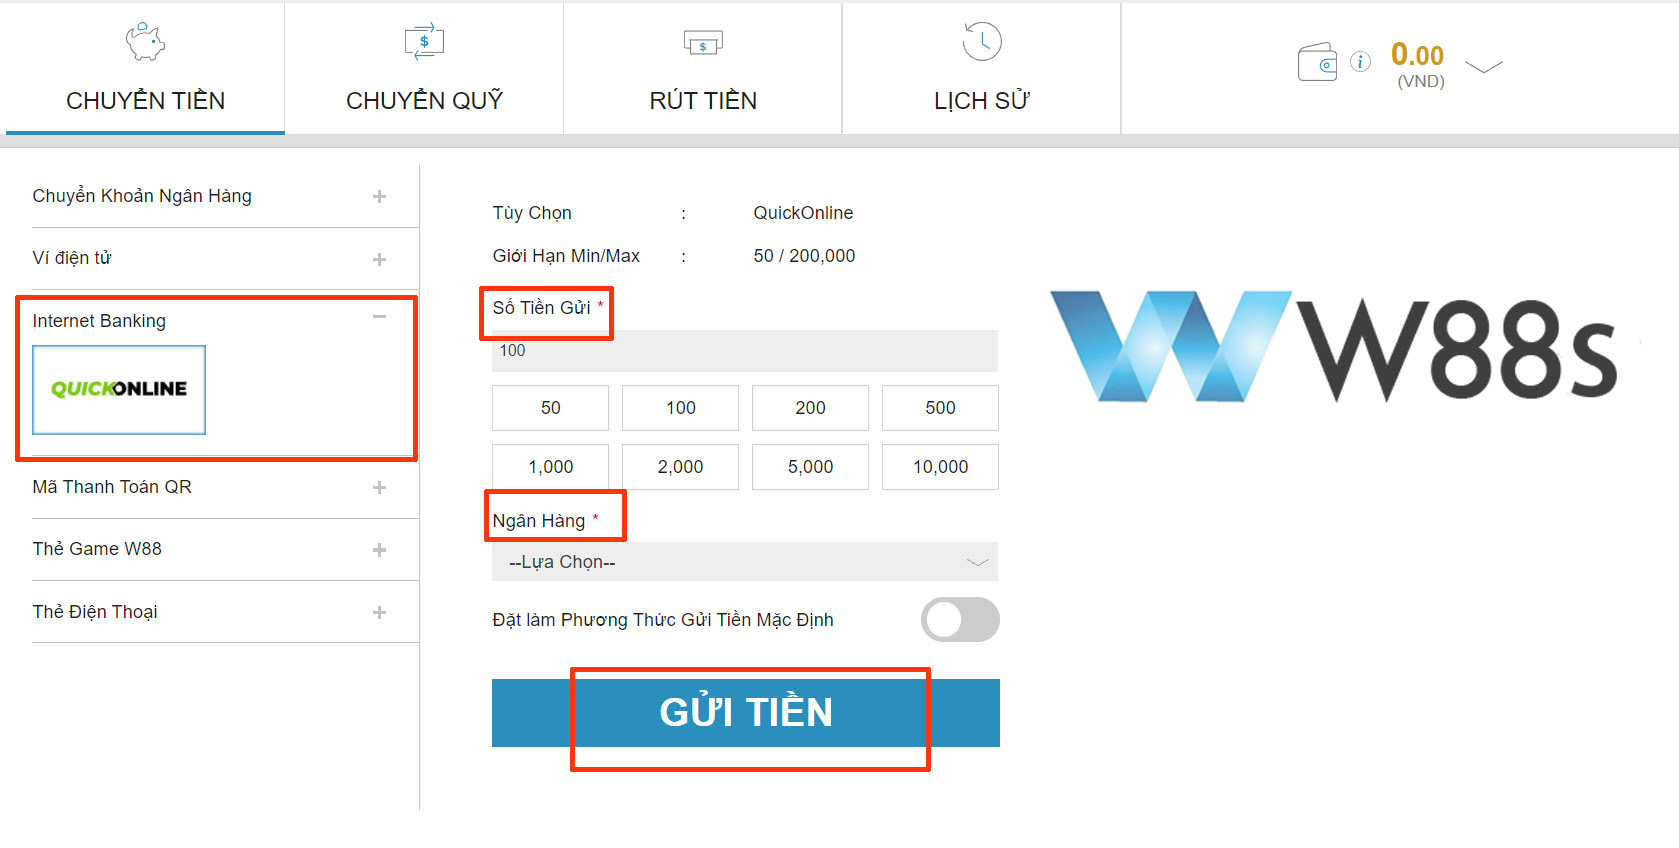 CHUYỂN TIỀN
CHUYỂN QUỸ
RÚT TIỀN
LỊCH SỬ
0.00
(VND)
Chuyển Khoản Ngân Hàng
Ví điện tử
Internet Banking
QUICKONLINE
Mã Thanh Toán QR
Thẻ Game W88
Thẻ Điện Thoại
Tùy Chọn : QuickOnline
Giới Hạn Min/Max : 50 / 200,000
Số Tiền Gửi *
100
50 100 200 500
1,000 2,000 5,000 10,000
Ngân Hàng *
--Lựa Chọn--
Đặt làm Phương Thức Gửi Tiền Mặc Định
GỬI TIỀN
W88s